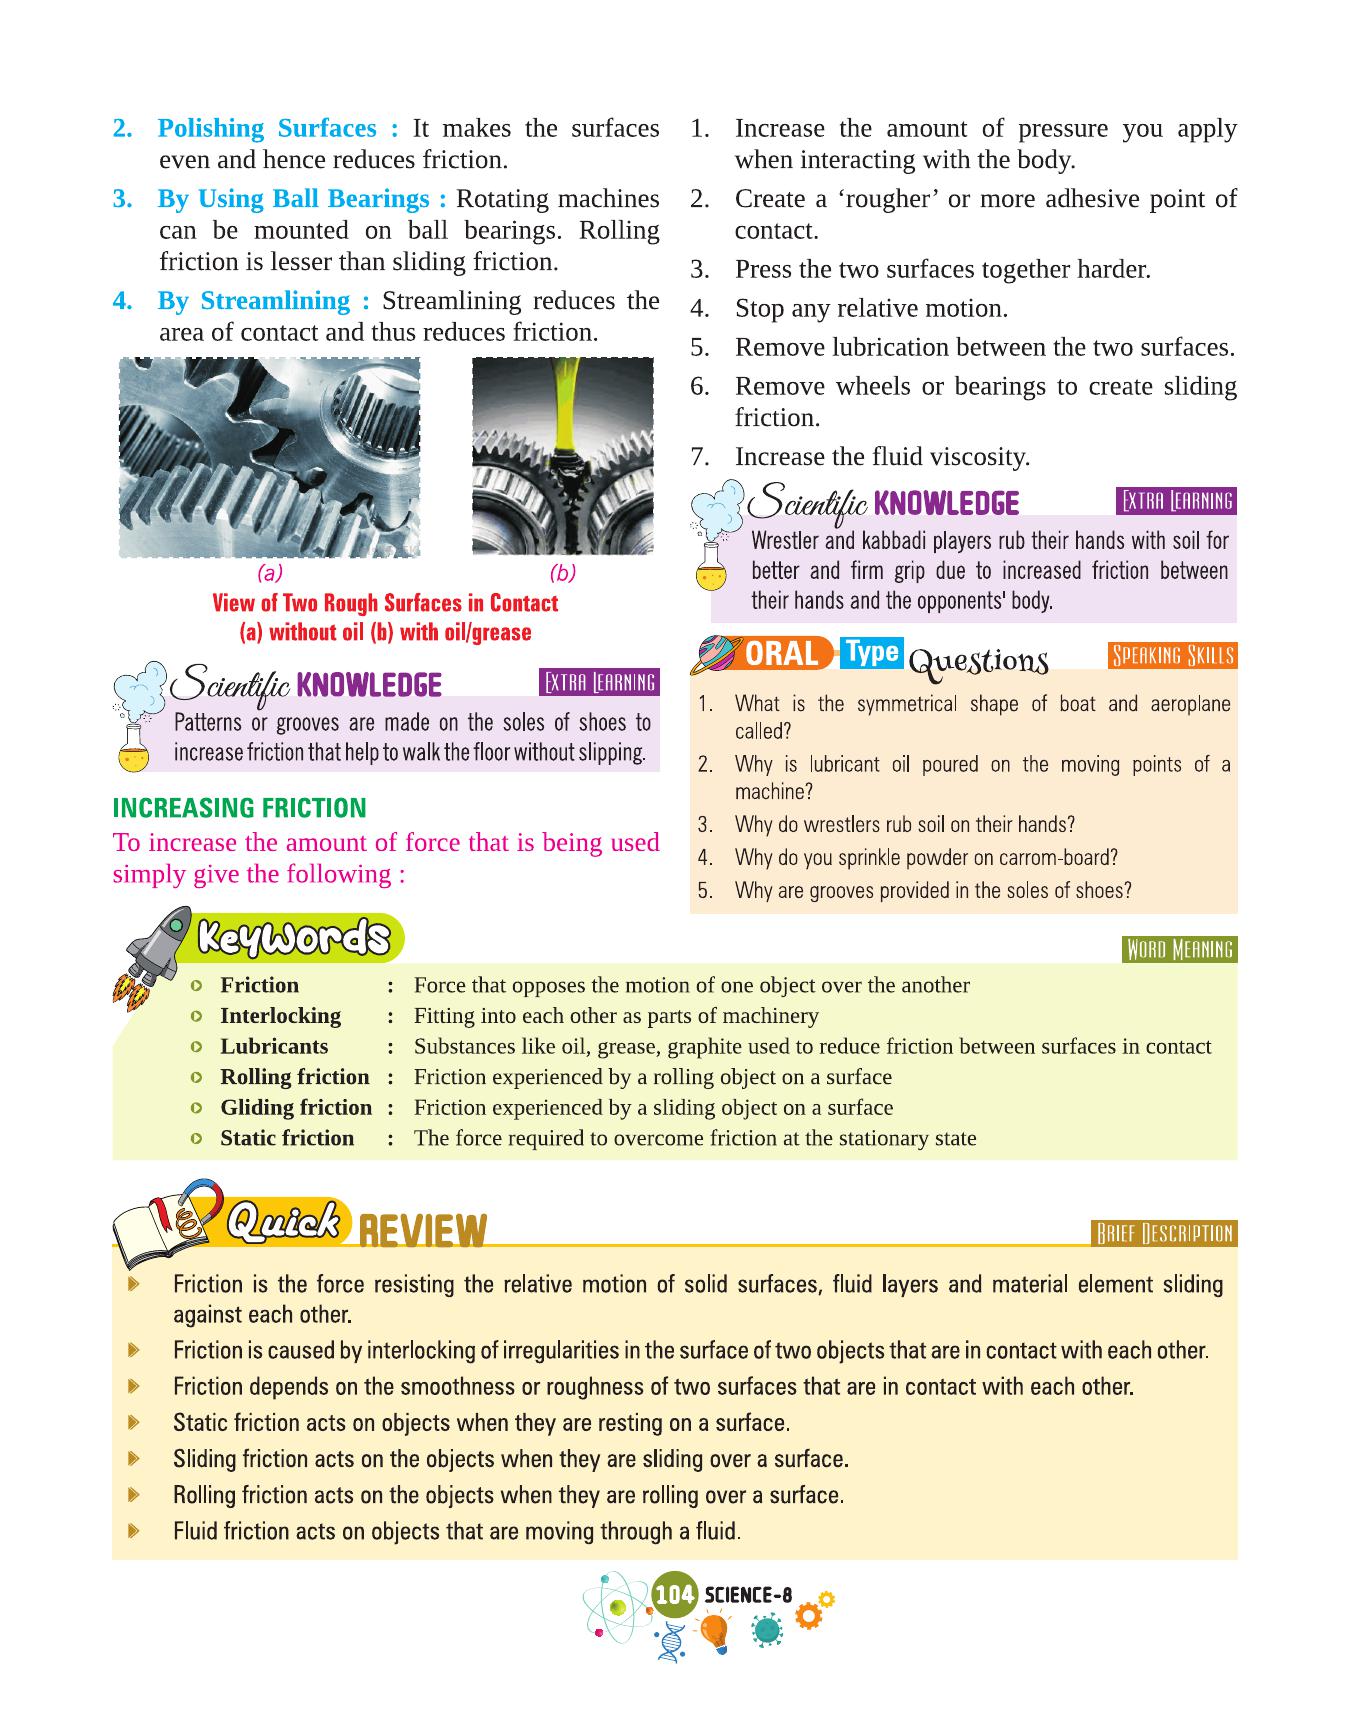 2. Polishing Surfaces : It makes the surfaces
even and hence reduces friction.
3. By Using Ball Bearings : Rotating machines
can be mounted on ball bearings. Rolling
friction is lesser than sliding friction.
4. By Streamlining : Streamlining reduces the
area of contact and thus reduces friction.
(a)
(b)
View of Two Rough Surfaces in Contact
(a) without oil (b) with oil/grease
Scientific KNOWLEDGE
EXTRA LEARNING
Patterns or grooves are made on the soles of shoes to
increase friction that help to walk the floor without slipping.
INCREASING FRICTION
To increase the amount of force that is being used
simply give the following :
1. Increase the amount of pressure you apply
when interacting with the body.
2. Create a ‘rougher’ or more adhesive point of
contact.
3. Press the two surfaces together harder.
4. Stop any relative motion.
5. Remove lubrication between the two surfaces.
6. Remove wheels or bearings to create sliding
friction.
7. Increase the fluid viscosity.
Scientific KNOWLEDGE
EXTRA LEARNING
Wrestler and kabbadi players rub their hands with soil for
better and firm grip due to increased friction between
their hands and the opponents' body.
ORAL Type Questions
SPEAKING SKILLS
1. What is the symmetrical shape of boat and aeroplane
called?
2. Why is lubricant oil poured on the moving points of a
machine?
3. Why do wrestlers rub soil on their hands?
4. Why do you sprinkle powder on carrom-board?
5. Why are grooves provided in the soles of shoes?
Keywords
WORD MEANING
Friction : Force that opposes the motion of one object over the another
Interlocking : Fitting into each other as parts of machinery
Lubricants : Substances like oil, grease, graphite used to reduce friction between surfaces in contact
Rolling friction : Friction experienced by a rolling object on a surface
Gliding friction : Friction experienced by a sliding object on a surface
Static friction : The force required to overcome friction at the stationary state
Quick REVIEW
BRIEF DESCRIPTION
Friction is the force resisting the relative motion of solid surfaces, fluid layers and material element sliding
against each other.
Friction is caused by interlocking of irregularities in the surface of two objects that are in contact with each other.
Friction depends on the smoothness or roughness of two surfaces that are in contact with each other.
Static friction acts on objects when they are resting on a surface.
Sliding friction acts on the objects when they are sliding over a surface.
Rolling friction acts on the objects when they are rolling over a surface.
Fluid friction acts on objects that are moving through a fluid.
104 SCIENCE-8